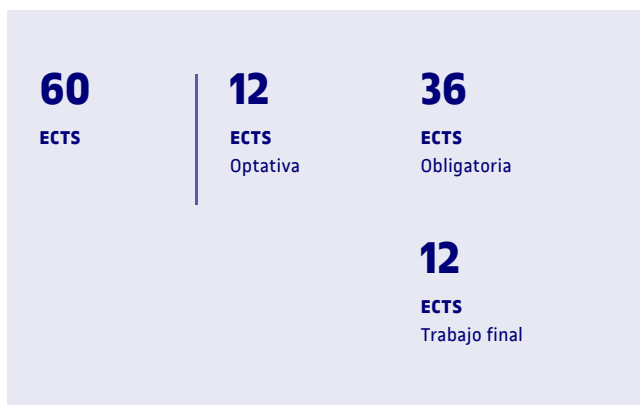 60
ECTS
12
ECTS
Optativa
36
ECTS
Obligatoria
12
ECTS
Trabajo final